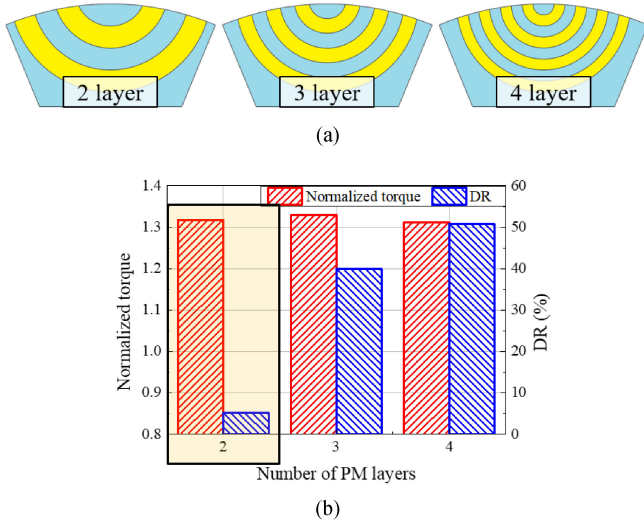 2 layer
3 layer
4 layer
(a)
Normalized torque
DR
1.4
1.3
1.2
1.1
1.0
0.9
0.8
Normalized torque
60
50
40
30
20
10
0
DR (%)
2
3
4
Number of PM layers
(b)